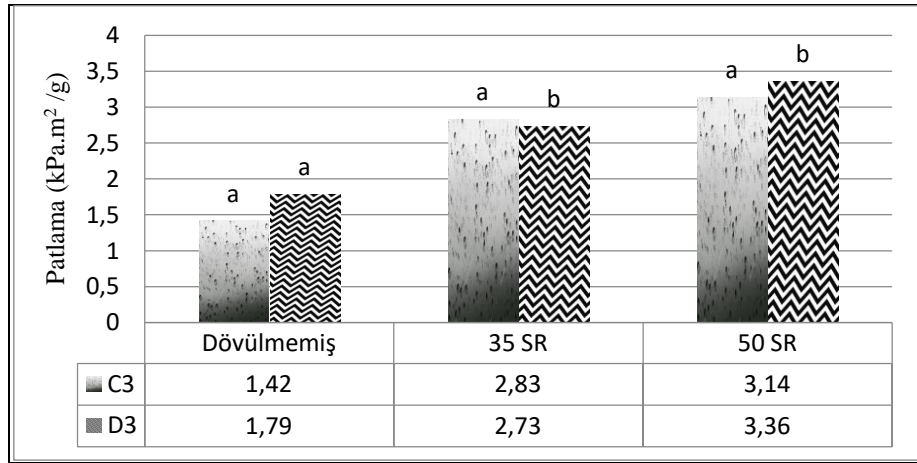 4
3,5
3
2,5
2
1,5
1
0,5
0
Patlama (kPa.m² /g)
a a
a b
a b
Dövülmemiş 35 SR 50 SR
C3 1,42 2,83 3,14
D3 1,79 2,73 3,36